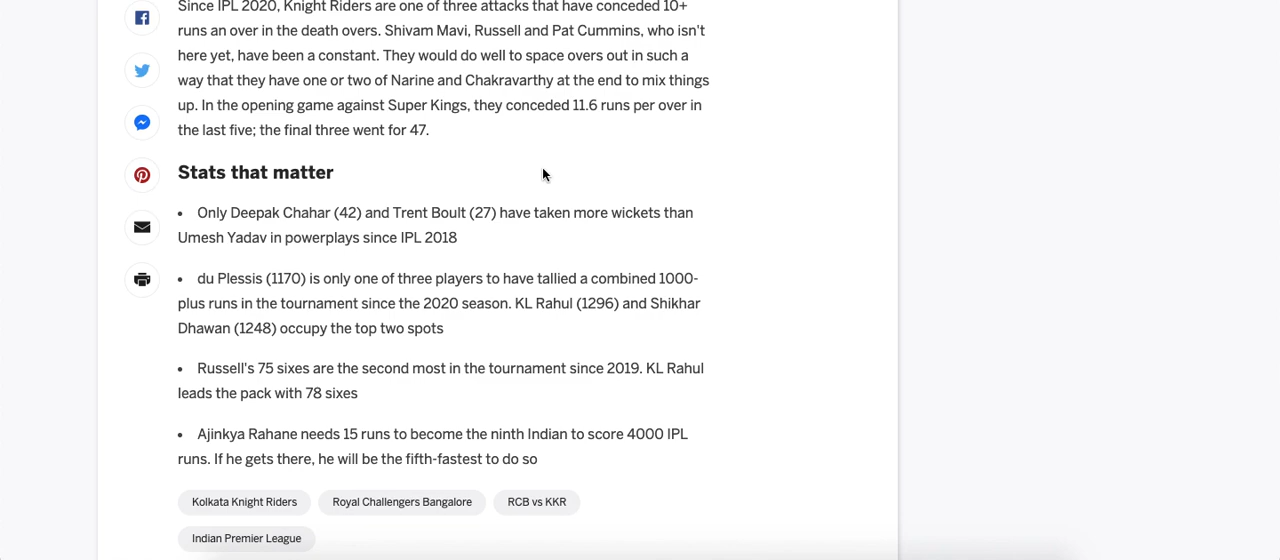 Since IPL 2020, Knight Riders are one of three attacks that have conceded 10+
runs an over in the death overs. Shivam Mavi, Russell and Pat Cummins, who isn't
here yet, have been a constant. They would do well to space overs out in such a
way that they have one or two of Narine and Chakravarthy at the end to mix things
up. In the opening game against Super Kings, they conceded 11.6 runs per over in
the last five; the final three went for 47.
Stats that matter
• Only Deepak Chahar (42) and Trent Boult (27) have taken more wickets than
Umesh Yadav in powerplays since IPL 2018
• du Plessis (1170) is only one of three players to have tallied a combined 1000-
plus runs in the tournament since the 2020 season. KL Rahul (1296) and Shikhar
Dhawan (1248) occupy the top two spots
• Russell's 75 sixes are the second most in the tournament since 2019. KL Rahul
leads the pack with 78 sixes
• Ajinkya Rahane needs 15 runs to become the ninth Indian to score 4000 IPL
runs. If he gets there, he will be the fifth-fastest to do so
Kolkata Knight Riders Royal Challengers Bangalore RCB vs KKR
Indian Premier League